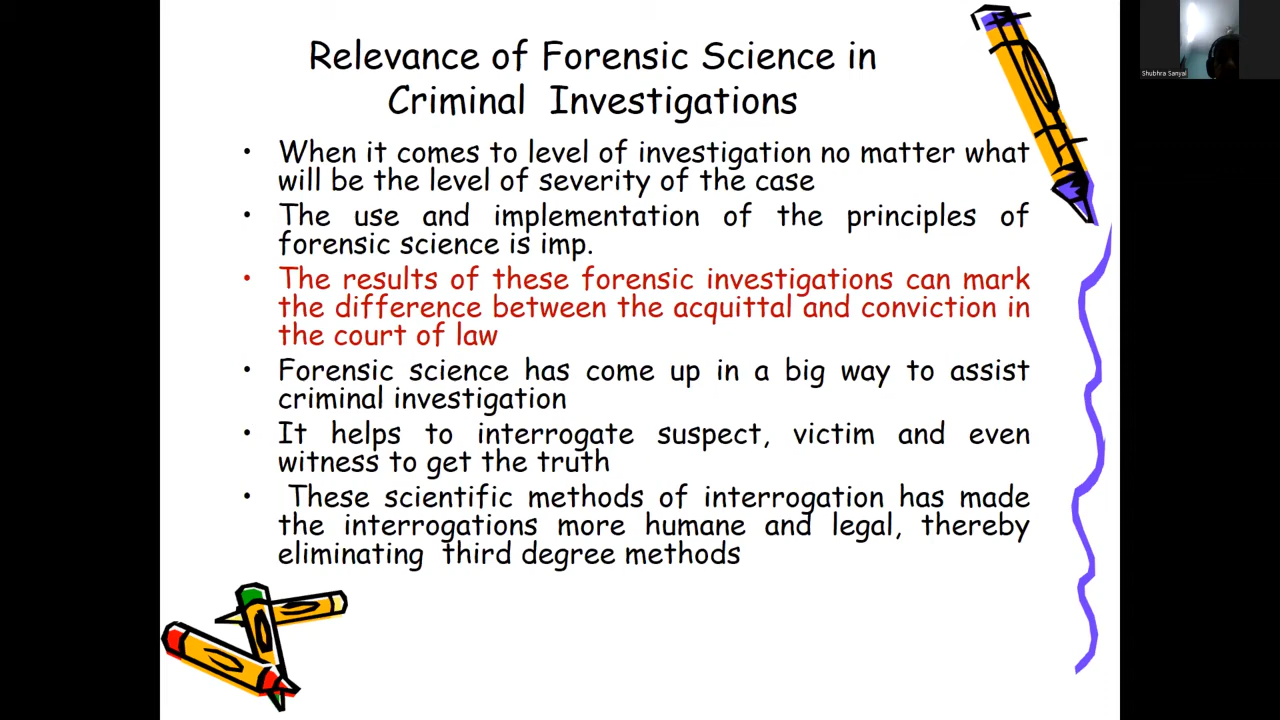 Relevance of Forensic Science in
Criminal Investigations
• When it comes to level of investigation no matter what
will be the level of severity of the case
• The use and implementation of the principles of
forensic science is imp.
• The results of these forensic investigations can mark
the difference between the acquittal and conviction in
the court of law
• Forensic science has come up in a big way to assist
criminal investigation
• It helps to interrogate suspect, victim and even
witness to get the truth
• These scientific methods of interrogation has made
the interrogations more humane and legal, thereby
eliminating third degree methods
Shubhra Sanyal